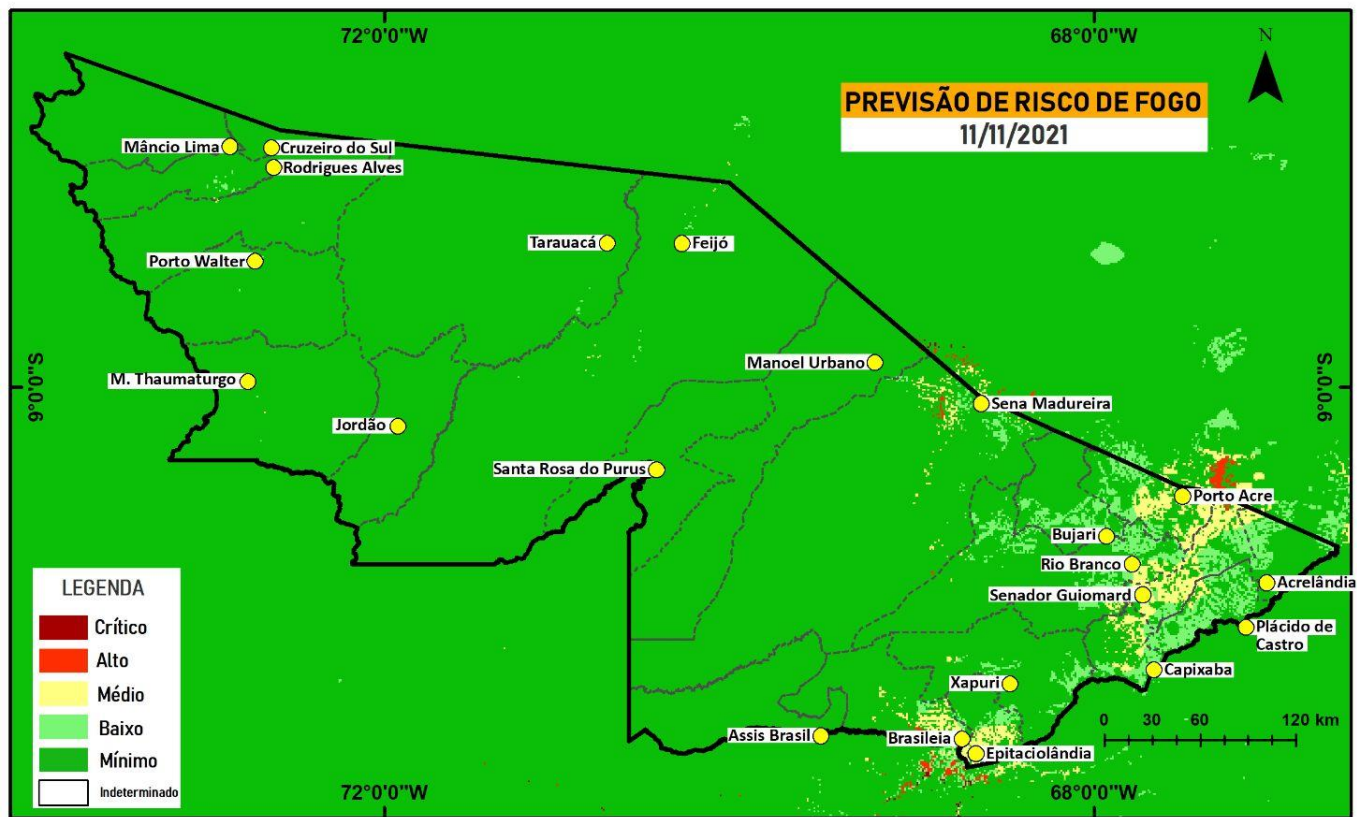 72°0'0"W
68°0'0"W
N
PREVISÃO DE RISCO DE FOGO
11/11/2021
Mâncio Lima
Cruzeiro do Sul
Rodrigues Alves
Tarauacá
Feijó
Porto Walter
Manoel Urbano
M. Thaumaturgo
9°0'0"S
9°0'0"S
Sena Madureira
Jordão
Santa Rosa do Purus
Porto Acre
Bujari
Rio Branco
Acrelândia
Senador Guiomard
Plácido de
Castro
Capixaba
Xapuri
Assis Brasil
Brasileia
Epitaciolândia
0 30 60 120 km
LEGENDA
Crítico
Alto
Médio
Baixo
Mínimo
Indeterminado
72°0'0"W
68°0'0"W